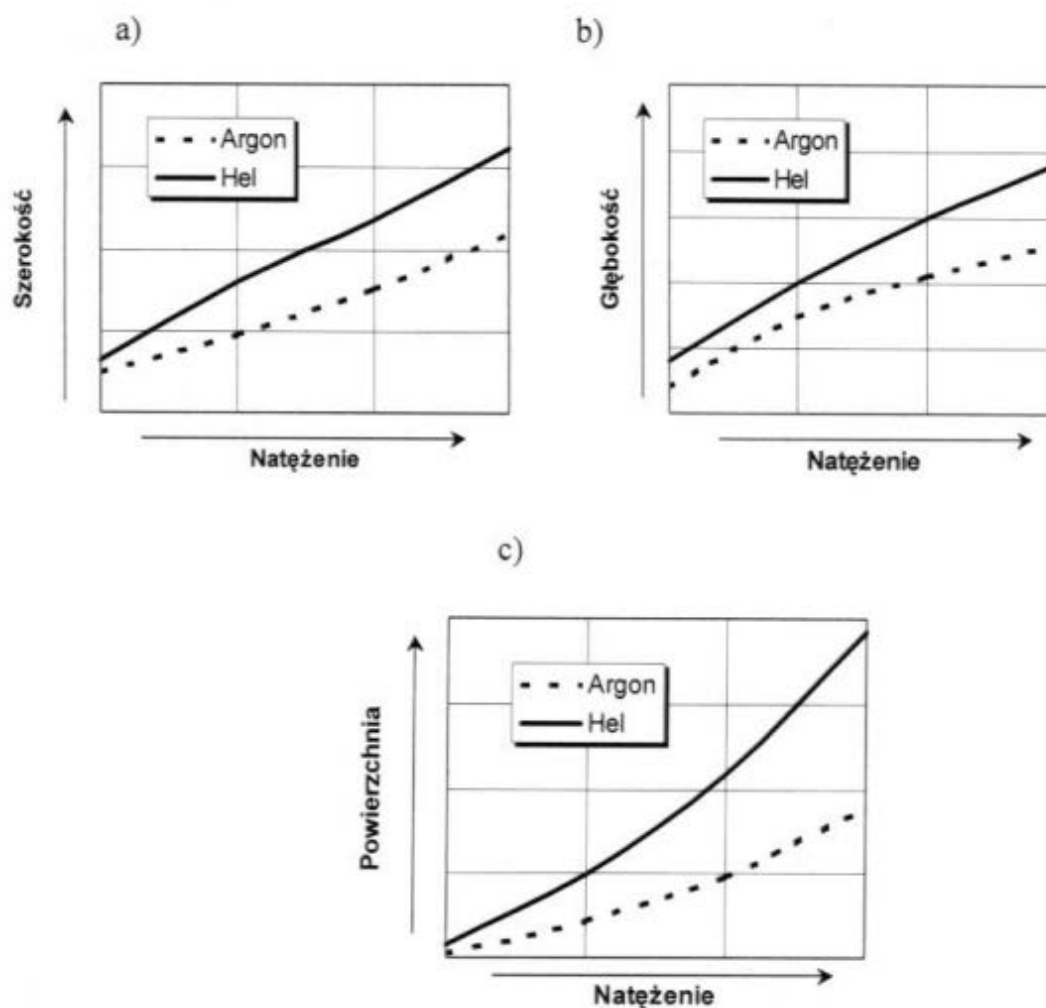 a)
Argon
Hel
Szerokość
Natężenie
b)
Argon
Hel
Głębokość
Natężenie
c)
Argon
Hel
Powierzchnia
Natężenie